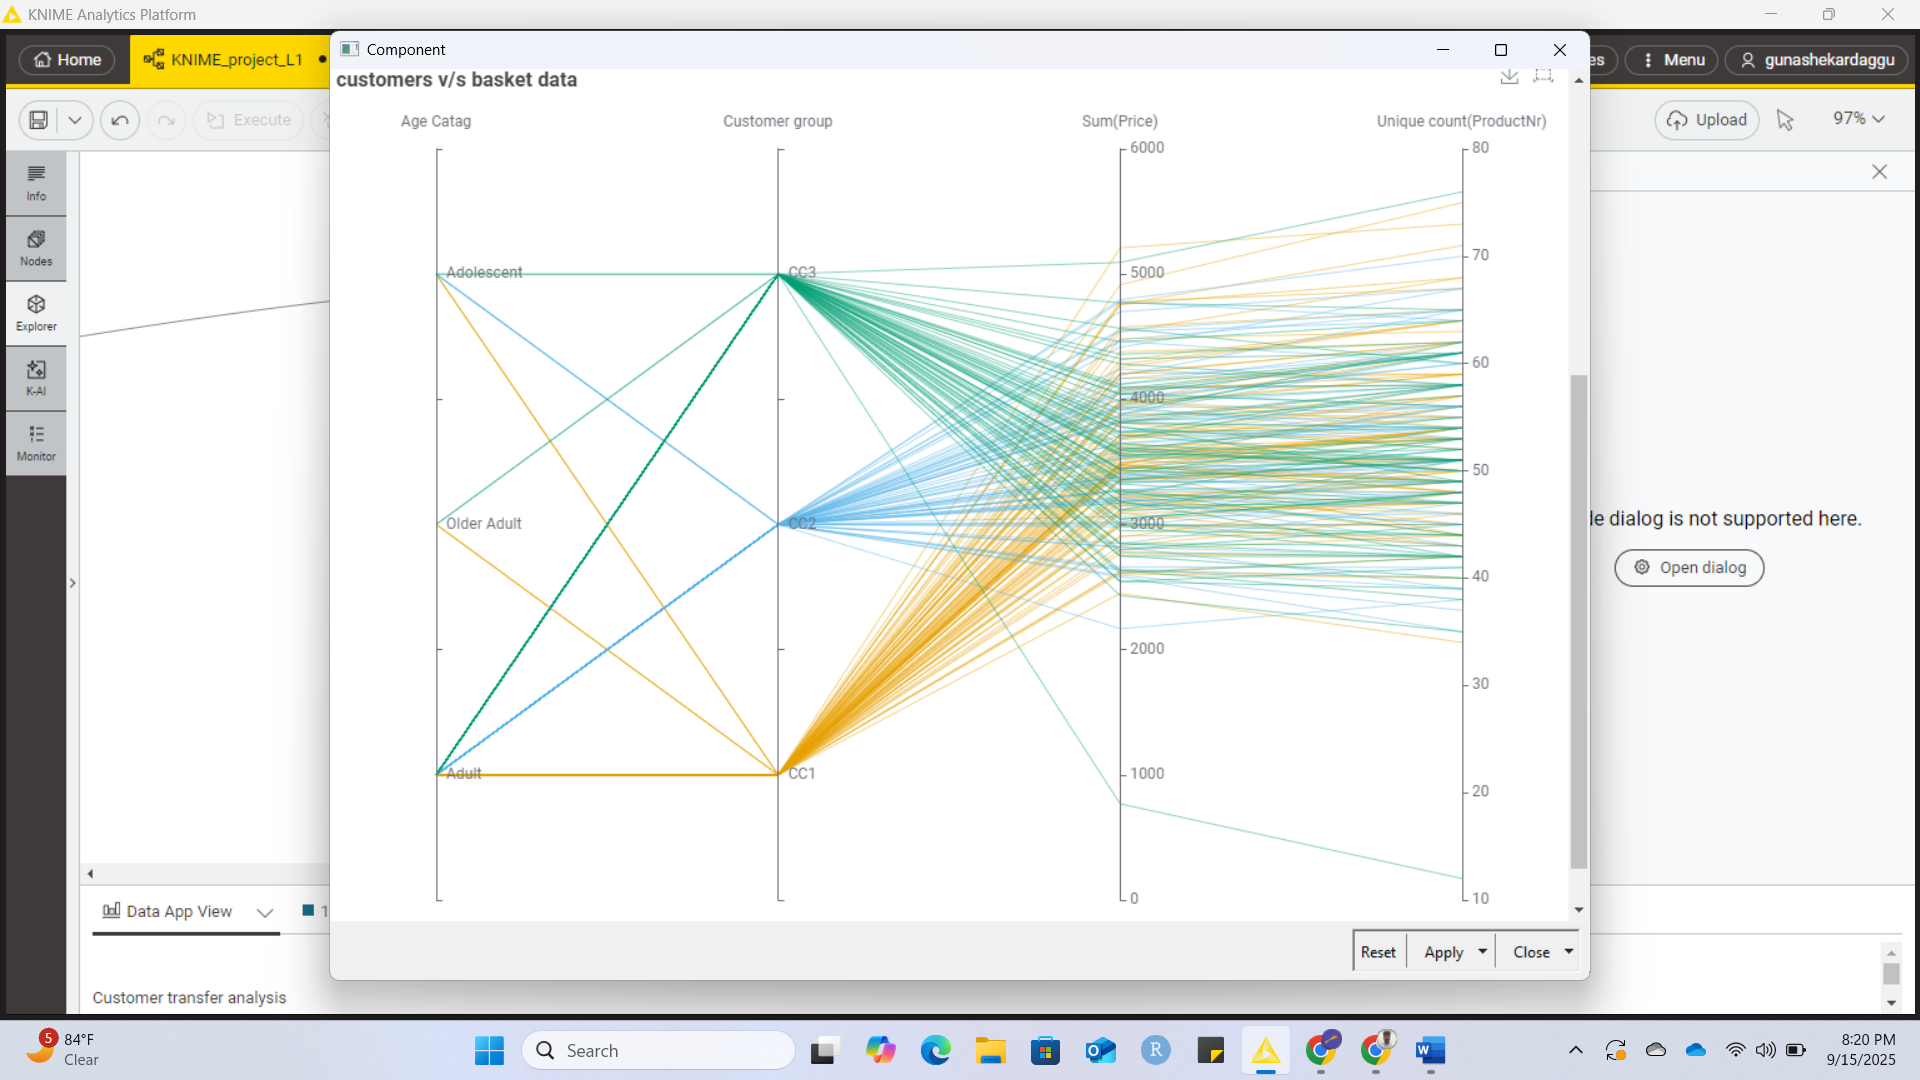 KNIME Analytics Platform
Home
KNIME_project_L1
Component
es
Menu
gunashekardaggu
customers v/s basket data
Execute
Upload
97%
Age Catag
Customer group
Sum(Price)
Unique count(ProductNr)
Info
Nodes
Explorer
K-AI
Monitor
Adolescent
Older Adult
Adult
CC3
CC2
CC1
6000
5000
4000
3000
2000
1000
0
80
70
60
50
40
30
20
10
le dialog is not supported here.
Open dialog
Data App View
1
Reset
Apply
Close
Customer transfer analysis
5
84°F
Clear
Search
R
W
8:20 PM
9/15/2025